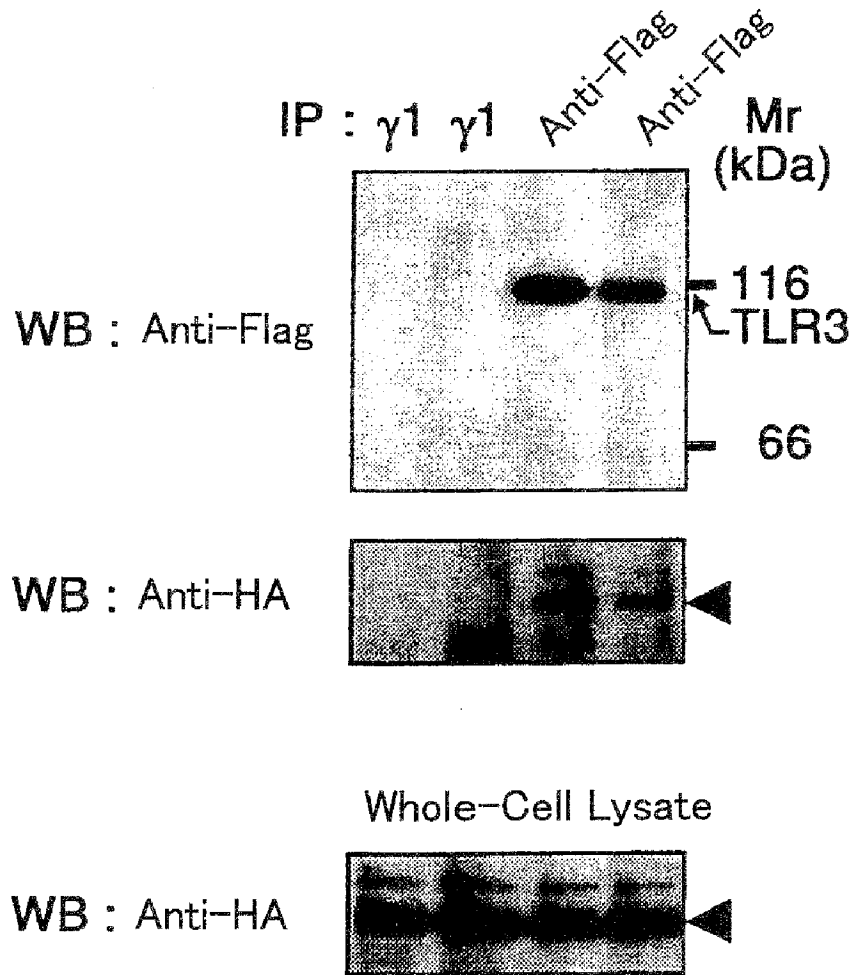 IP : γ1 γ1 Anti-Flag Anti-Flag Mr
(kDa)
WB : Anti-Flag
116
TLR3
66
WB : Anti-HA
Whole-Cell Lysate
WB : Anti-HA